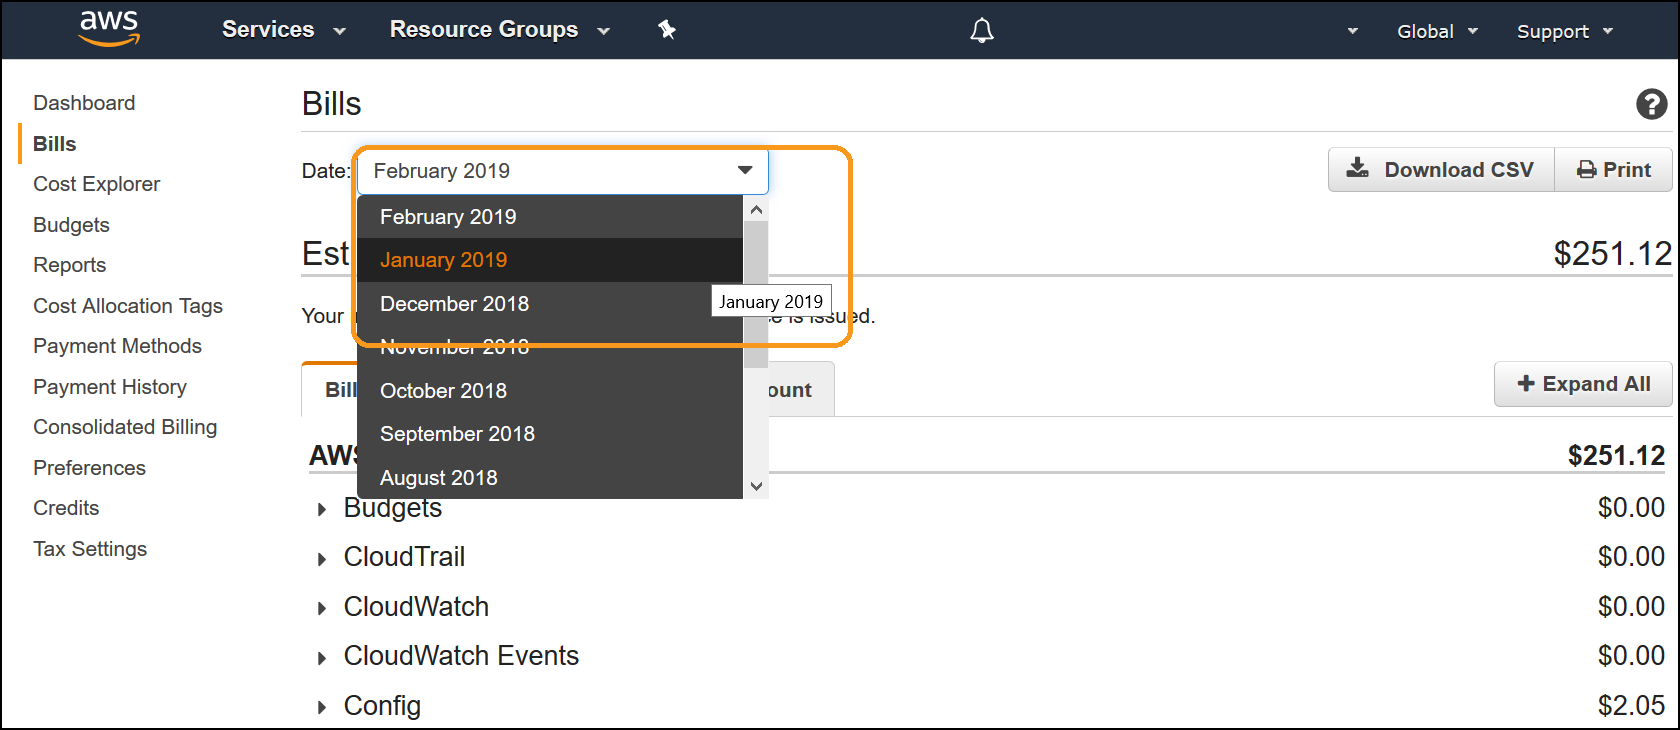 aws Services Resource Groups Global Support
Dashboard
Bills
Cost Explorer
Budgets
Reports
Cost Allocation Tags
Payment Methods
Payment History
Consolidated Billing
Preferences
Credits
Tax Settings
Bills
Date: February 2019
Download CSV Print
February 2019
January 2019
December 2018
November 2018
October 2018
September 2018
August 2018
January 2019
Est $251.12
Your is issued.
Bill ount
Expand All
AWS $251.12
Budgets $0.00
CloudTrail $0.00
CloudWatch $0.00
CloudWatch Events $0.00
Config $2.05